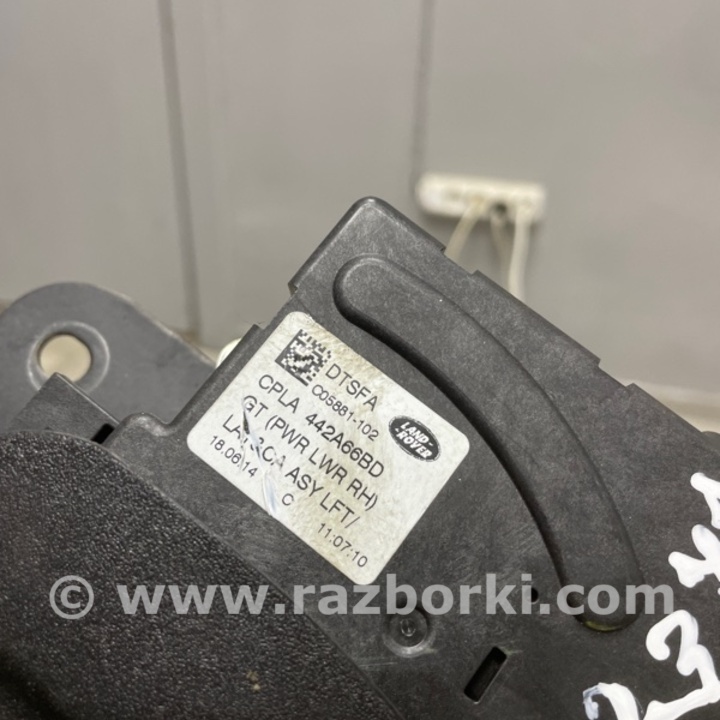 DTSFA
C05881-102
CPLA 442A66BD
GT (PWR LWR RH)
ASY LFT/
18.06.14 C 11:07:10
LAND-
-ROVER
© www.razborki.com